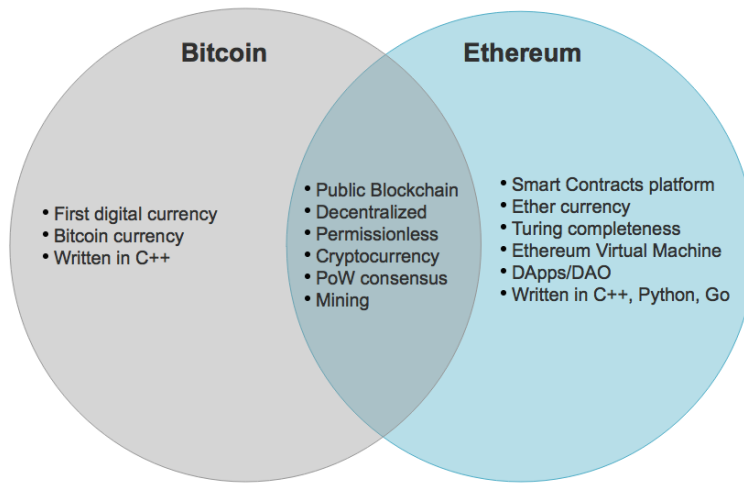 Bitcoin
Ethereum
• First digital currency
• Bitcoin currency
• Written in C++
• Public Blockchain
• Decentralized
• Permissionless
• Cryptocurrency
• PoW consensus
• Mining
• Smart Contracts platform
• Ether currency
• Turing completeness
• Ethereum Virtual Machine
• DApps/DAO
• Written in C++, Python, Go